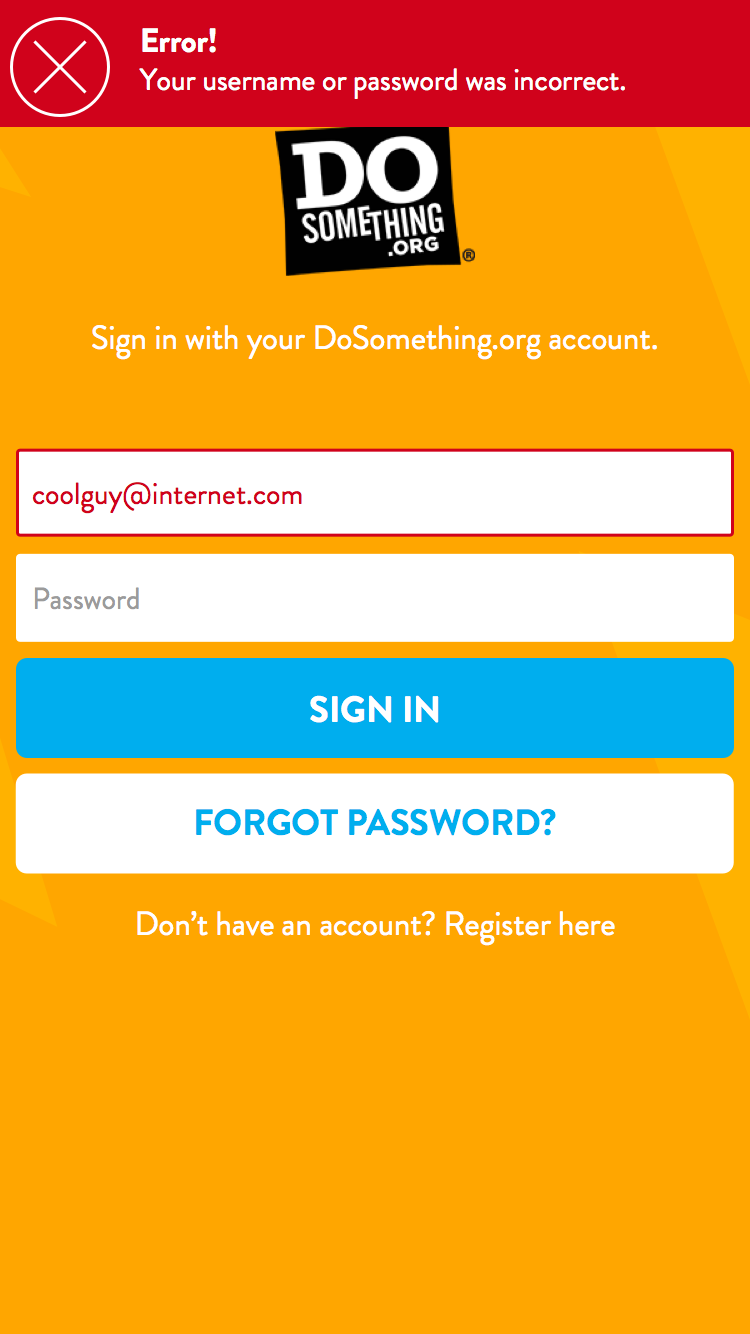 Error!
Your username or password was incorrect.
DO
SOMETHING
.ORG ®
Sign in with your DoSomething.org account.
coolguy@internet.com
Password
SIGN IN
FORGOT PASSWORD?
Don’t have an account? Register here